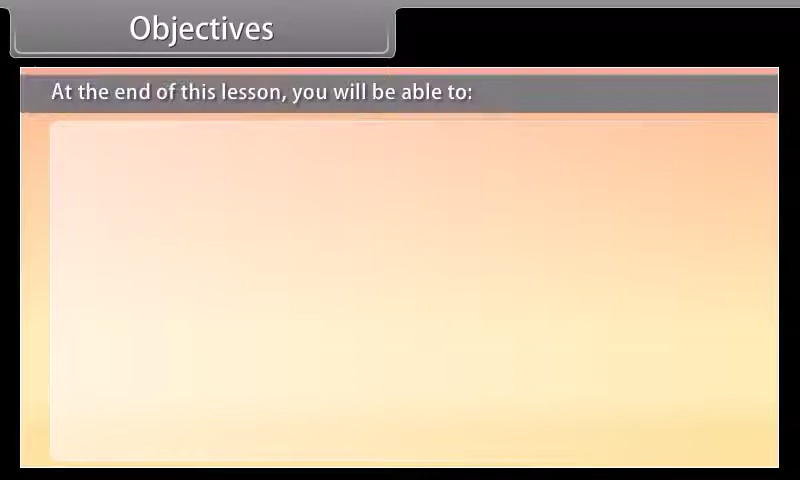 Objectives
At the end of this lesson, you will be able to: